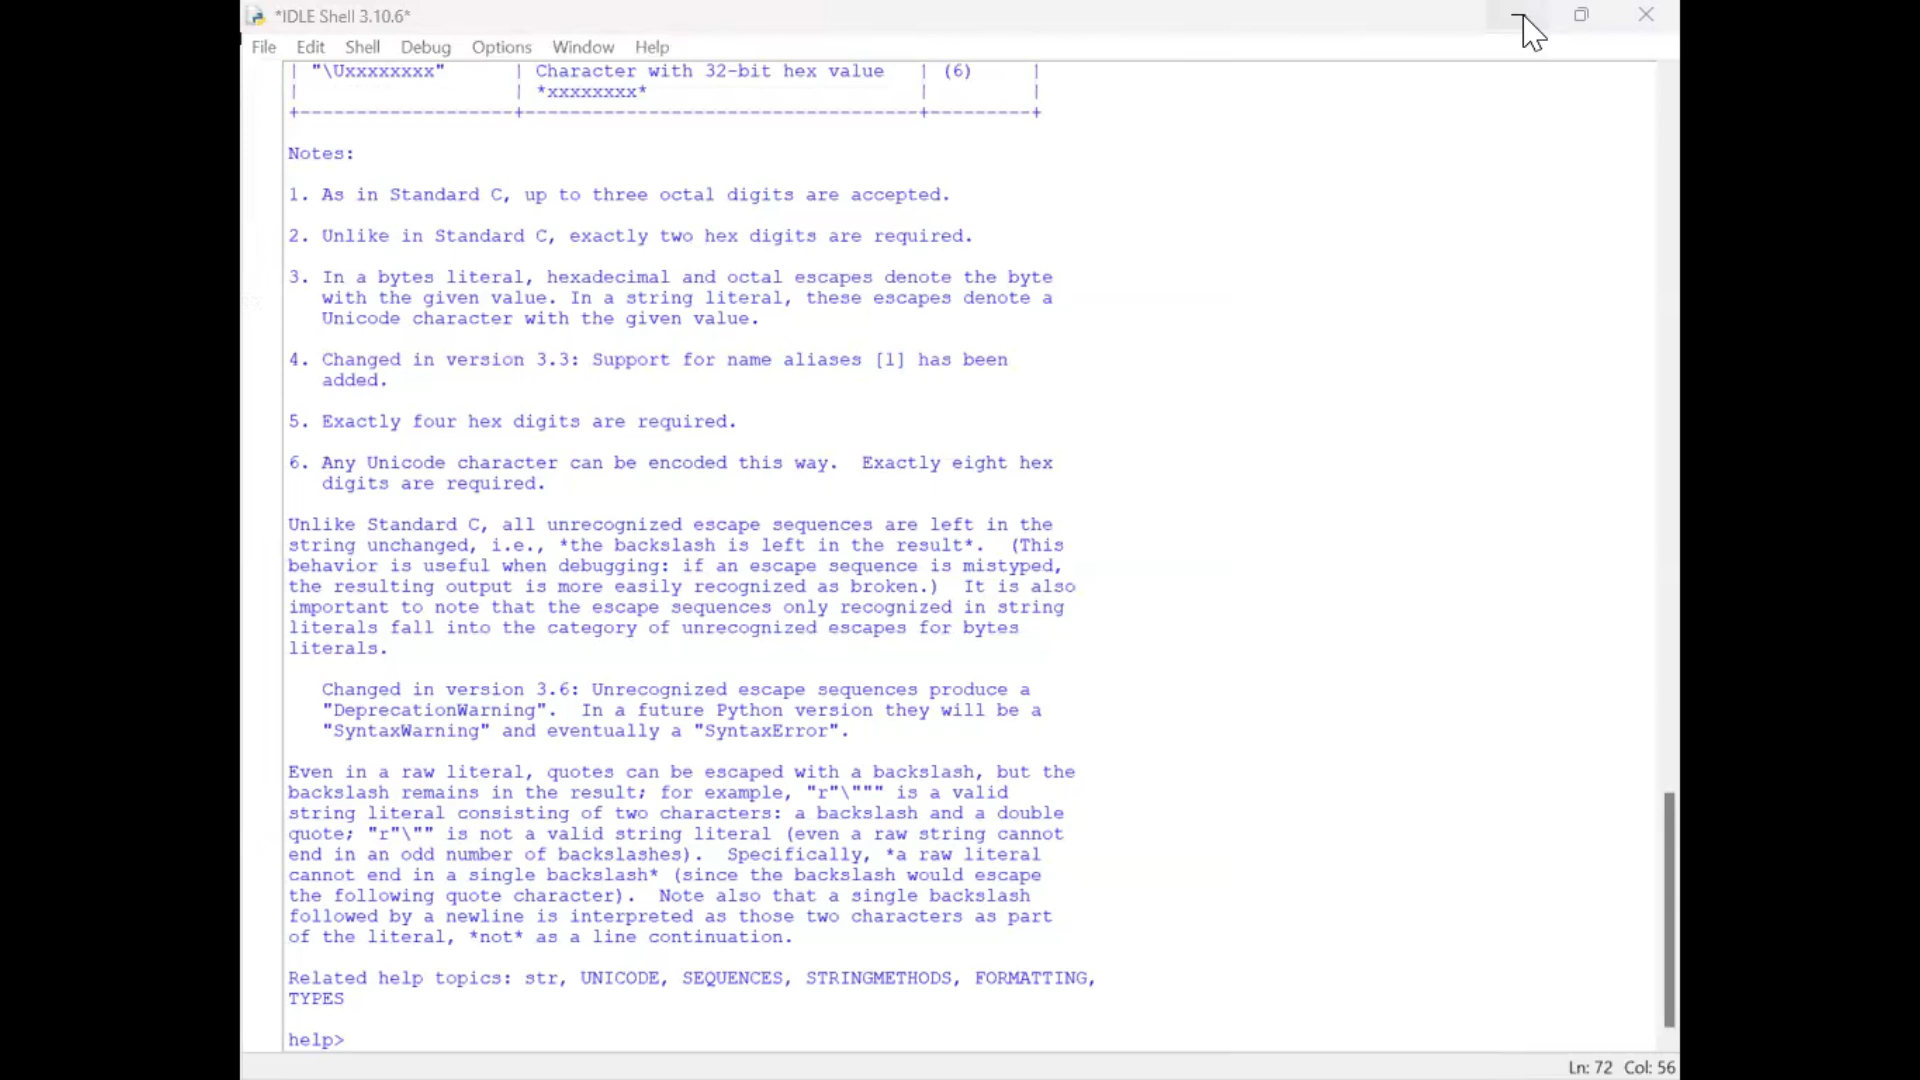 *IDLE Shell 3.10.6*
File Edit Shell Debug Options Window Help
| "\Uxxxxxxxx" | Character with 32-bit hex value | (6) |
| | *xxxxxxxx* | |
+--------------------+-----------------------------------+---------+
Notes:
1. As in Standard C, up to three octal digits are accepted.
2. Unlike in Standard C, exactly two hex digits are required.
3. In a bytes literal, hexadecimal and octal escapes denote the byte
with the given value. In a string literal, these escapes denote a
Unicode character with the given value.
4. Changed in version 3.3: Support for name aliases [1] has been
added.
5. Exactly four hex digits are required.
6. Any Unicode character can be encoded this way.  Exactly eight hex
digits are required.
Unlike Standard C, all unrecognized escape sequences are left in the
string unchanged, i.e., *the backslash is left in the result*.  (This
behavior is useful when debugging: if an escape sequence is mistyped,
the resulting output is more easily recognized as broken.)  It is also
important to note that the escape sequences only recognized in string
literals fall into the category of unrecognized escapes for bytes
literals.
Changed in version 3.6: Unrecognized escape sequences produce a
"DeprecationWarning".  In a future Python version they will be a
"SyntaxWarning" and eventually a "SyntaxError".
Even in a raw literal, quotes can be escaped with a backslash, but the
backslash remains in the result; for example, "r"\""" is a valid
string literal consisting of two characters: a backslash and a double
quote; "r"\"" is not a valid string literal (even a raw string cannot
end in an odd number of backslashes).  Specifically, *a raw literal
cannot end in a single backslash* (since the backslash would escape
the following quote character).  Note also that a single backslash
followed by a newline is interpreted as those two characters as part
of the literal, *not* as a line continuation.
Related help topics: str, UNICODE, SEQUENCES, STRINGMETHODS, FORMATTING,
TYPES
help>
Ln: 72 Col: 56